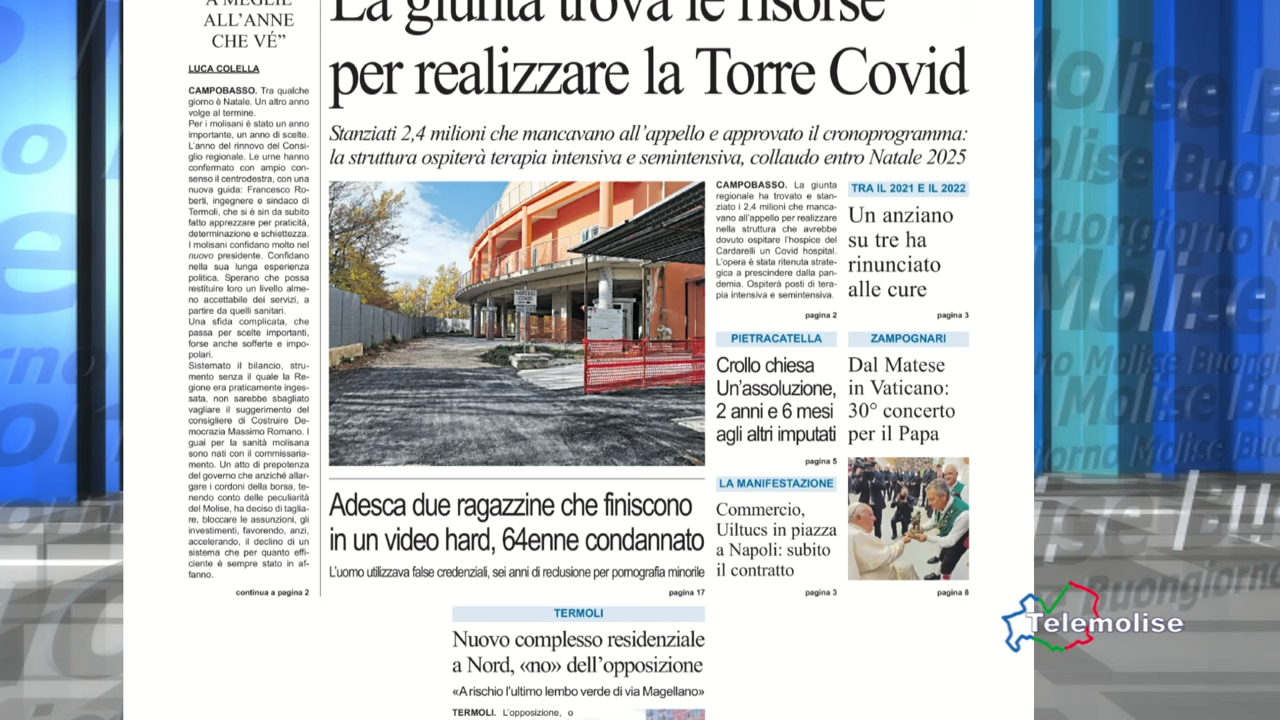 A MEGLIE
ALL'ANNE
CHE VÉ"
LUCA COLELLA
CAMPOBASSO. Tra qualche
giorno è Natale. Un altro anno
volge al termine.
Per i molisani è stato un anno
importante, un anno di scelte.
L'anno del rinnovo del Consi-
glio regionale. Le urne hanno
confermato con ampio con-
senso il centrodestra, con una
nuova guida: Francesco Ro-
berti, ingegnere e sindaco di
Termoli, che si è sin da subito
fatto apprezzare per praticità,
determinazione e schiettezza.
I molisani confidano molto nel
nuovo presidente. Confidano
nella sua lunga esperienza
politica. Sperano che possa
restituire loro un livello alme-
no accettabile dei servizi, a
partire da quelli sanitari.
Una sfida complicata, che
passa per scelte importanti,
forse anche sofferte e impo-
polari.
Sistemato il bilancio, stru-
mento senza il quale la Re-
gione era praticamente inges-
sata, non sarebbe sbagliato
vagliare il suggerimento del
consigliere di Costruire De-
mocrazia Massimo Romano. I
guai per la sanità molisana
sono nati con il commissaria-
mento. Un atto di prepotenza
del governo che anziché allar-
gare i cordoni della borsa, te-
nendo conto delle peculiarità
del Molise, ha deciso di taglia-
re, bloccare le assunzioni, gli
investimenti, favorendo, anzi,
accelerando, il declino di un
sistema che per quanto effi-
ciente è sempre stato in af-
fanno.
continua a pagina 2
La giunta trova le risorse
per realizzare la Torre Covid
Stanziati 2,4 milioni che mancavano all'appello e approvato il cronoprogramma:
la struttura ospiterà terapia intensiva e semintensiva, collaudo entro Natale 2025
CAMPOBASSO. La giunta
regionale ha trovato e stan-
ziato i 2,4 milioni che manca-
vano all'appello per realizzare
nella struttura che avrebbe
dovuto ospitare l'hospice del
Cardarelli un Covid hospital.
L'opera è stata ritenuta strate-
gica a prescindere dalla pan-
demia. Ospiterà posti di tera-
pia intensiva e semintensiva.
pagina 2
TRA IL 2021 E IL 2022
Un anziano
su tre ha
rinunciato
alle cure
pagina 3
PIETRACATELLA
Crollo chiesa
Un'assoluzione,
2 anni e 6 mesi
agli altri imputati
pagina 5
ZAMPOGNARI
Dal Matese
in Vaticano:
30° concerto
per il Papa
pagina 8
LA MANIFESTAZIONE
Commercio,
Uiltucs in piazza
a Napoli: subito
il contratto
pagina 3
Adesca due ragazzine che finiscono
in un video hard, 64enne condannato
L'uomo utilizzava false credenziali, sei anni di reclusione per pornografia minorile
pagina 17
TERMOLI
Nuovo complesso residenziale
a Nord, «no» dell'opposizione
«A rischio l'ultimo lembo verde di via Magellano»
TERMOLI. L'opposizione, o
Telemolise